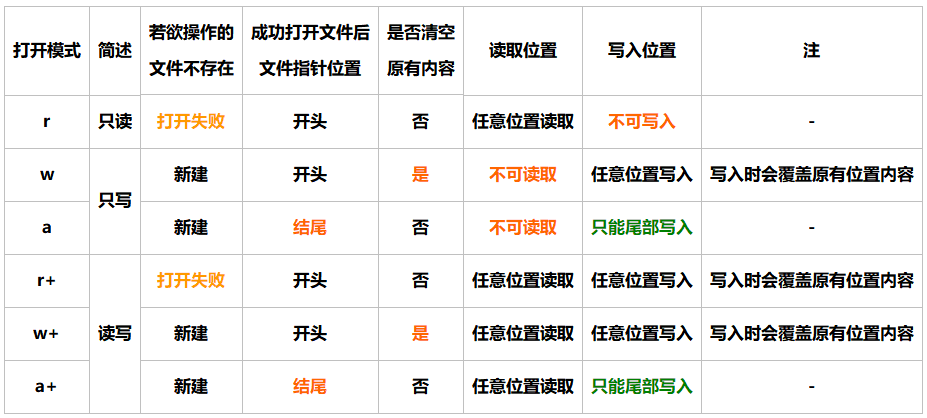 打开模式 简述 若欲操作的文件不存在 成功打开文件后文件指针位置 是否清空原有内容 读取位置 写入位置 注
r 只读 打开失败 开头 否 任意位置读取 不可写入 -
w 只写 新建 开头 是 不可读取 任意位置写入 写入时会覆盖原有位置内容
a 新建 结尾 否 不可读取 只能尾部写入 -
r+ 读写 打开失败 开头 否 任意位置读取 任意位置写入 写入时会覆盖原有位置内容
w+ 新建 开头 是 任意位置读取 任意位置写入 写入时会覆盖原有位置内容
a+ 新建 结尾 否 任意位置读取 只能尾部写入 -